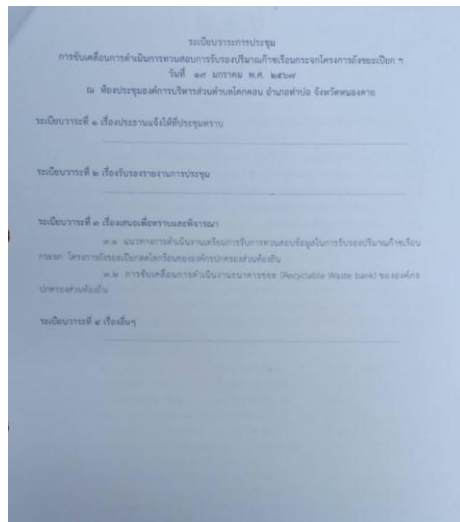 ระเบียบวาระการประชุม
การขับเคลื่อนการดำเนินการทวนสอบการรับรองปริมาณก๊าซเรือนกระจกโครงการถังขยะเปียก ฯ
วันที่ ๑๙ มกราคม พ.ศ. ๒๕๖๗
ณ ห้องประชุมองค์การบริหารส่วนตำบลโคกคอน อำเภอท่าบ่อ จังหวัดหนองคาย
ระเบียบวาระที่ ๑ เรื่องประธานแจ้งให้ที่ประชุมทราบ
ระเบียบวาระที่ ๒ เรื่องรับรองรายงานการประชุม
ระเบียบวาระที่ ๓ เรื่องเสนอเพื่อทราบและพิจารณา
๓.๑ แนวทางการดำเนินงานเตรียมการรับการทวนสอบข้อมูลในการรับรองปริมาณก๊าซเรือน
กระจก โครงการถังขยะเปียกลดโลกร้อนขององค์กรปกครองส่วนท้องถิ่น
๓.๒ การขับเคลื่อนการดำเนินงานธนาคารขยะ (Recyclable Waste bank) ขององค์กร
ปกครองส่วนท้องถิ่น
ระเบียบวาระที่ ๔ เรื่องอื่นๆ